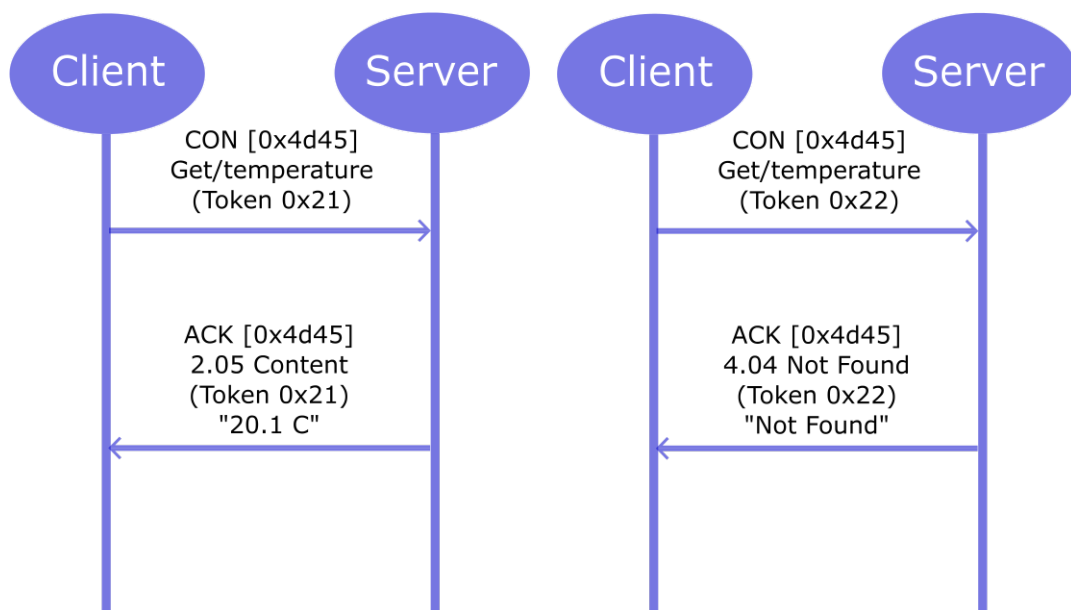 Client
Server
CON [0x4d45]
Get/temperature
(Token 0x21)
ACK [0x4d45]
2.05 Content
(Token 0x21)
"20.1 C"
Client
Server
CON [0x4d45]
Get/temperature
(Token 0x22)
ACK [0x4d45]
4.04 Not Found
(Token 0x22)
"Not Found"